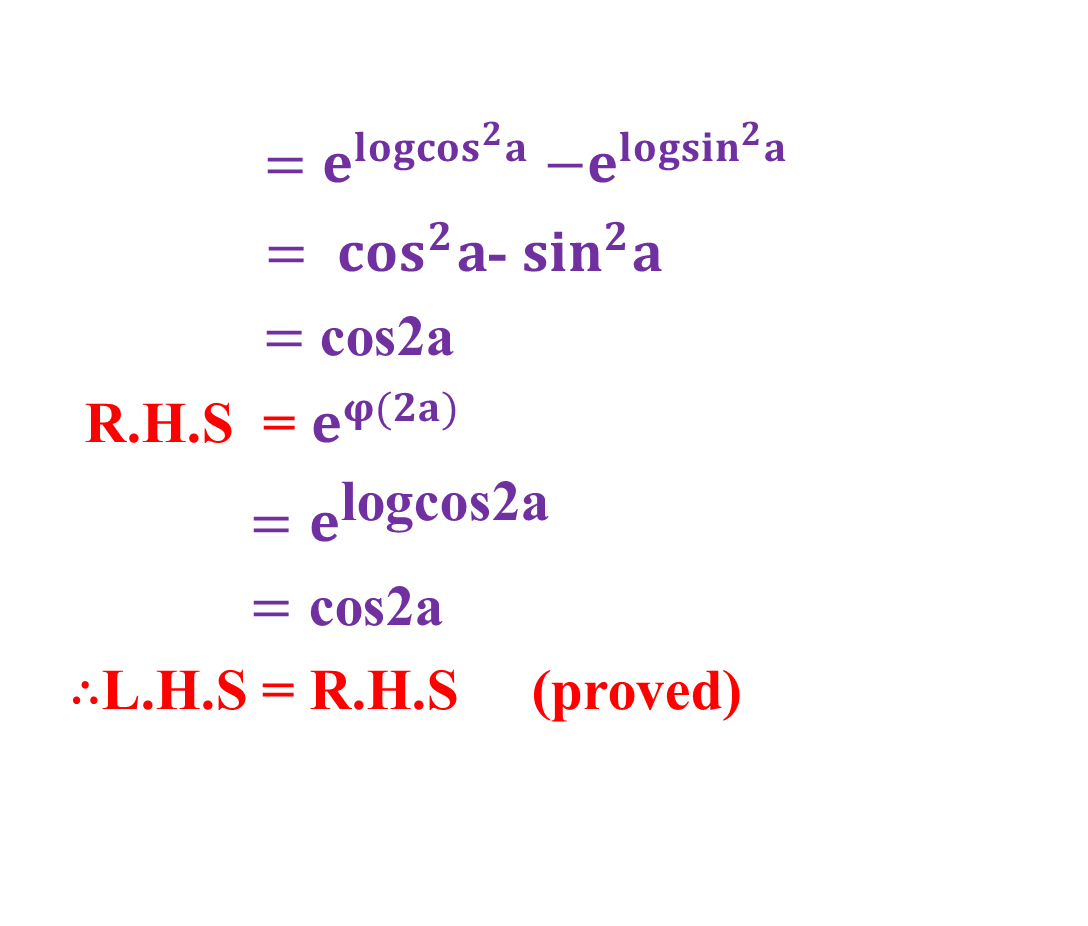 = e^logcos²a − e^logsin²a
= cos²a- sin²a
= cos2a
R.H.S = e^φ(2a)
= e^logcos2a
= cos2a
∴L.H.S = R.H.S (proved)